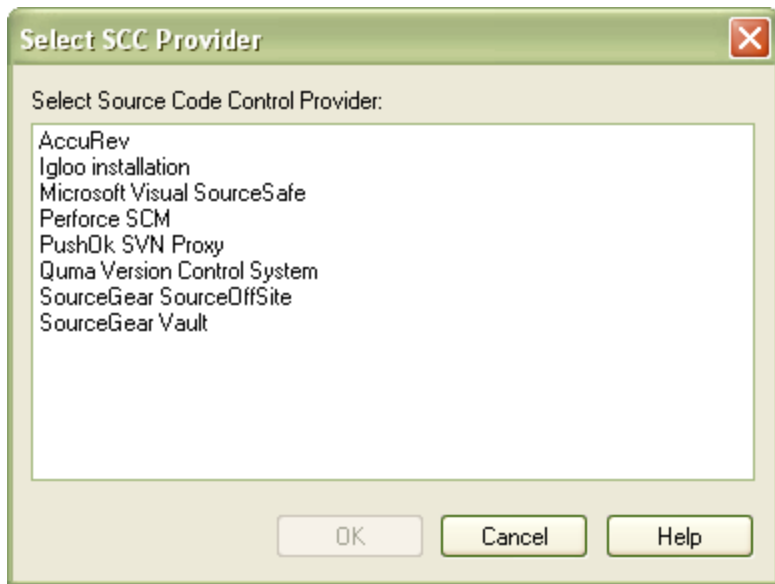 Select SCC Provider
Select Source Code Control Provider:
AccuRev
Igloo installation
Microsoft Visual SourceSafe
Perforce SCM
PushOk SVN Proxy
Quma Version Control System
SourceGear SourceOffSite
SourceGear Vault
OK Cancel Help